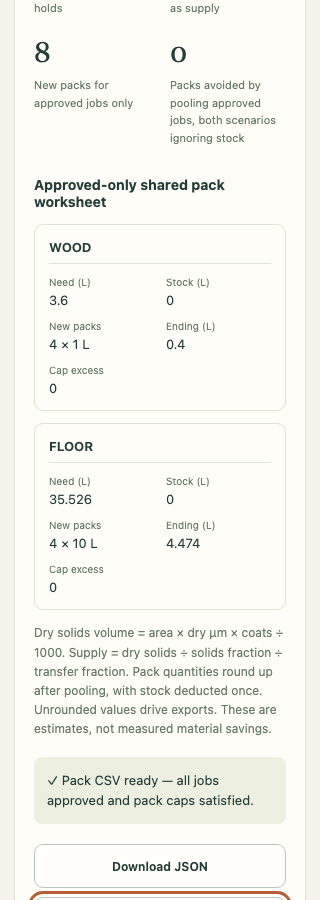 holds
as supply
8
0
New packs for
approved jobs only
Packs avoided by
pooling approved
jobs, both scenarios
ignoring stock
Approved-only shared pack
worksheet
WOOD
Need (L)
Stock (L)
3.6
0
New packs
Ending (L)
4 × 1 L
0.4
Cap excess
0
FLOOR
Need (L)
Stock (L)
35.526
0
New packs
Ending (L)
4 × 10 L
4.474
Cap excess
0
Dry solids volume = area × dry µm × coats ÷
1000. Supply = dry solids ÷ solids fraction ÷
transfer fraction. Pack quantities round up
after pooling, with stock deducted once.
Unrounded values drive exports. These are
estimates, not measured material savings.
✓ Pack CSV ready — all jobs
approved and pack caps satisfied.
Download JSON